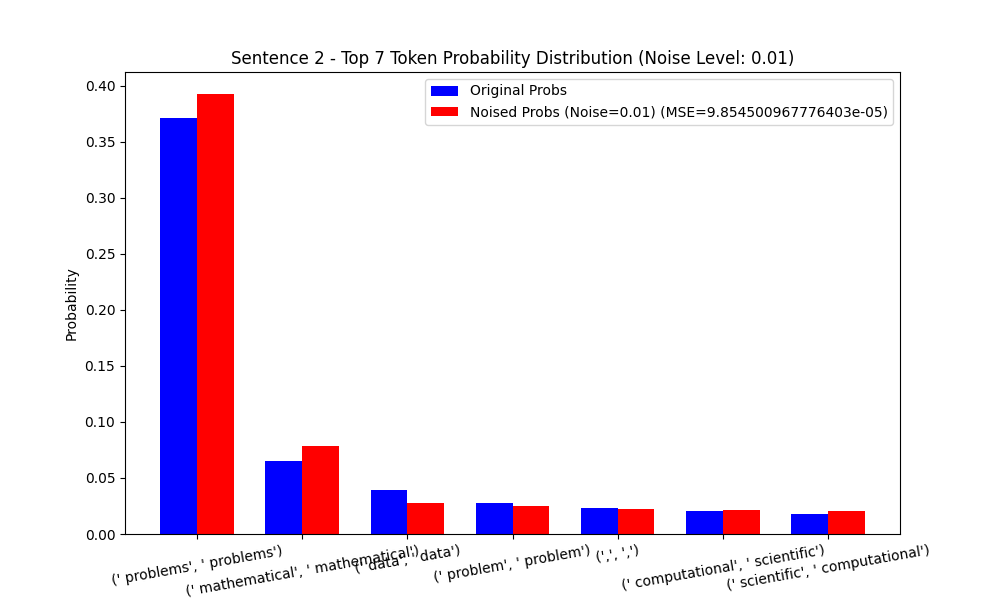 Sentence 2 - Top 7 Token Probability Distribution (Noise Level: 0.01)
Original Probs
Noised Probs (Noise=0.01) (MSE=9.854500967776403e-05)
Probability
0.40
0.35
0.30
0.25
0.20
0.15
0.10
0.05
0.00
(' problems', ' problems')
(' mathematical', ' mathematical')
(' data', ' data')
(' problem', ' problem')
(',', ',')
(' computational', ' scientific')
(' scientific', ' computational')